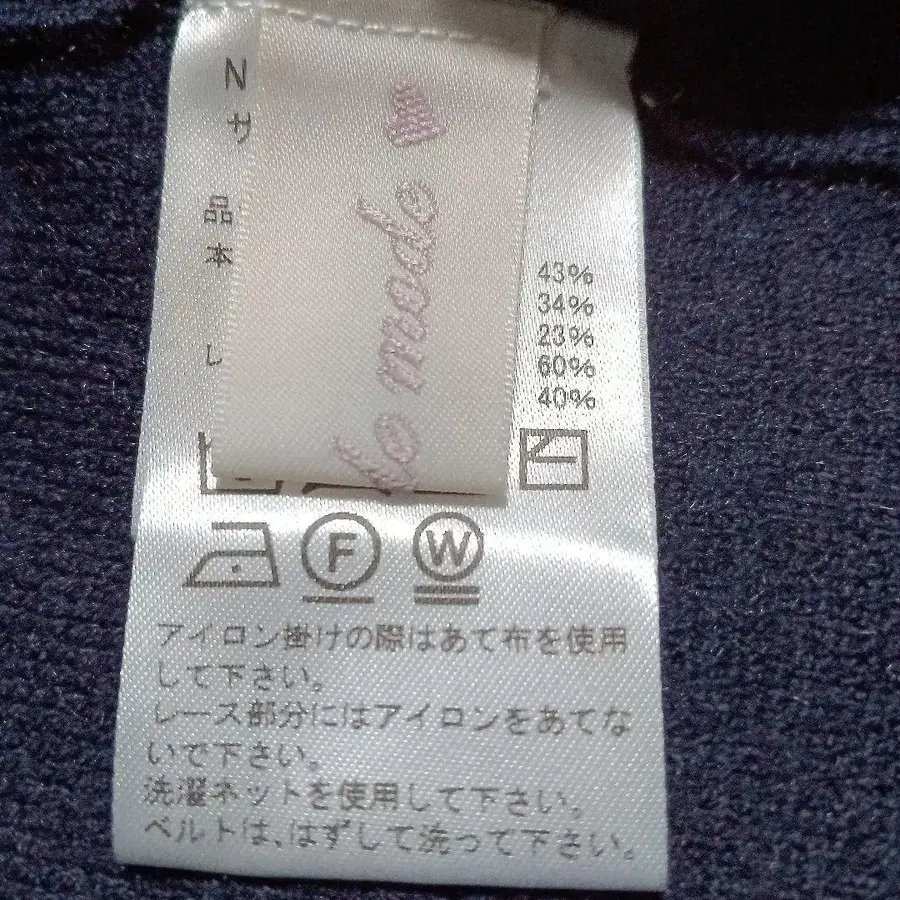 N
サ
品
本
レ
do mode
43%
34%
23%
60%
40%
F
W
アイロン掛けの際はあて布を使用
して下さい。
レース部分にはアイロンをあてな
いで下さい。
洗濯ネットを使用して下さい。
ベルトは、はずして洗って下さい。